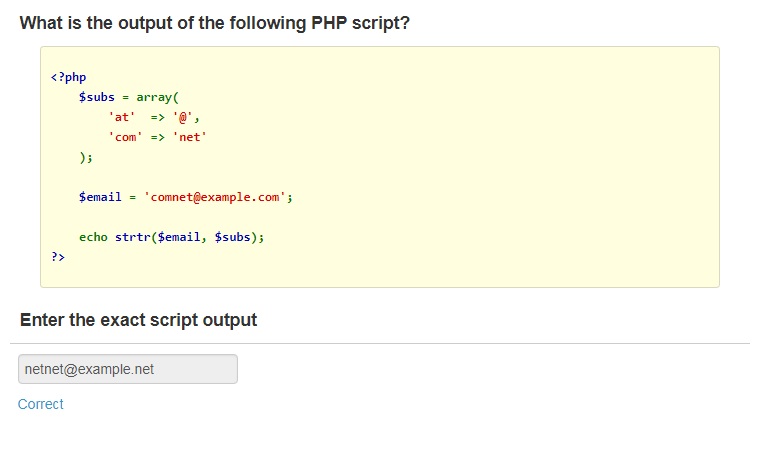 What is the output of the following PHP script?
<?php
$subs = array(
'at' => '@',
'com' => 'net'
);
$email = 'comnet@example.com';
echo strtr($email, $subs);
?>
Enter the exact script output
netnet@example.net
Correct